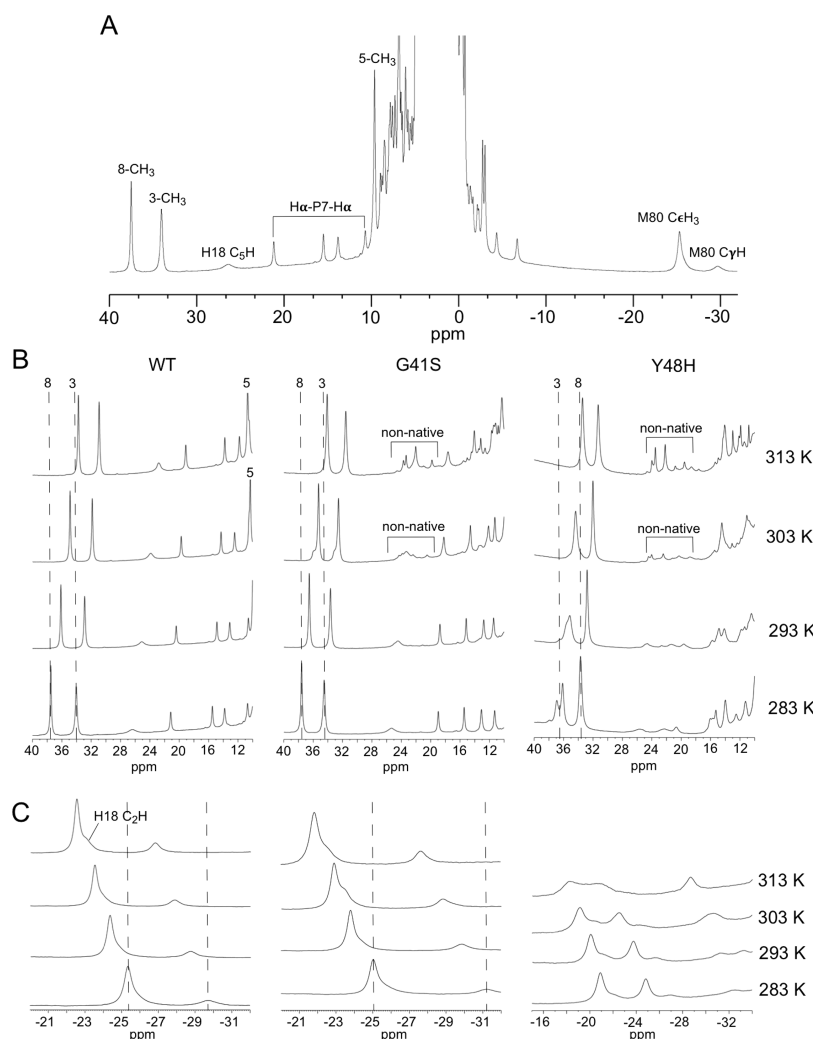 A
5-CH3
8-CH3
3-CH3
Hα-P7-Hα
H18 C5H
M80 CϵH3
M80 CγH
40 30 20 10 0 -10 -20 -30
ppm
B
WT G41S Y48H
8 3 5 8 3 3 8
non-native non-native
313 K
5
non-native non-native
303 K
293 K
283 K
40 36 32 28 24 20 16 12 40 36 32 28 24 20 16 12 40 36 32 28 24 20 16 12
ppm ppm ppm
C
H18 C2H
313 K
303 K
293 K
283 K
-21 -23 -25 -27 -29 -31 -21 -23 -25 -27 -29 -31 -16 -20 -24 -28 -32
ppm ppm ppm